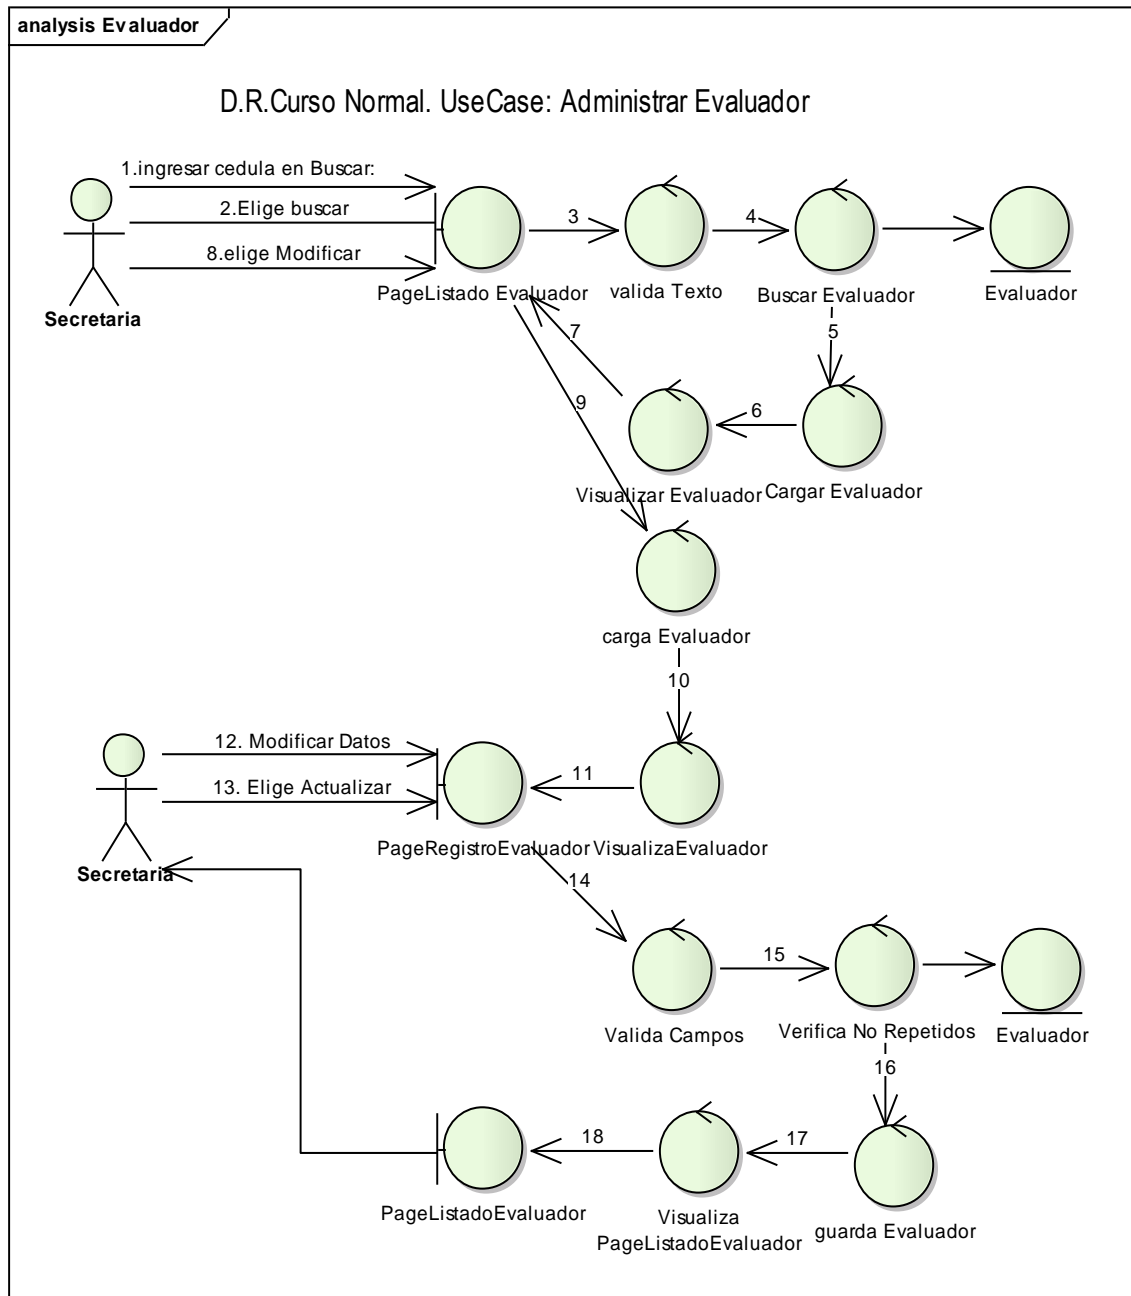 analysis Evaluador
D.R.Curso Normal. UseCase: Administrar Evaluador
1.ingresar cedula en Buscar:
2.Elige buscar
8.elige Modificar
Secretaria
PageListado Evaluador
3
valida Texto
4
Buscar Evaluador
Evaluador
5
7
6
9
Visualizar Evaluador
Cargar Evaluador
carga Evaluador
10
12. Modificar Datos
13. Elige Actualizar
Secretaria
11
PageRegistroEvaluador
VisualizaEvaluador
14
15
Valida Campos
Verifica No Repetidos
Evaluador
16
18
17
PageListadoEvaluador
Visualiza
PageListadoEvaluador
guarda Evaluador